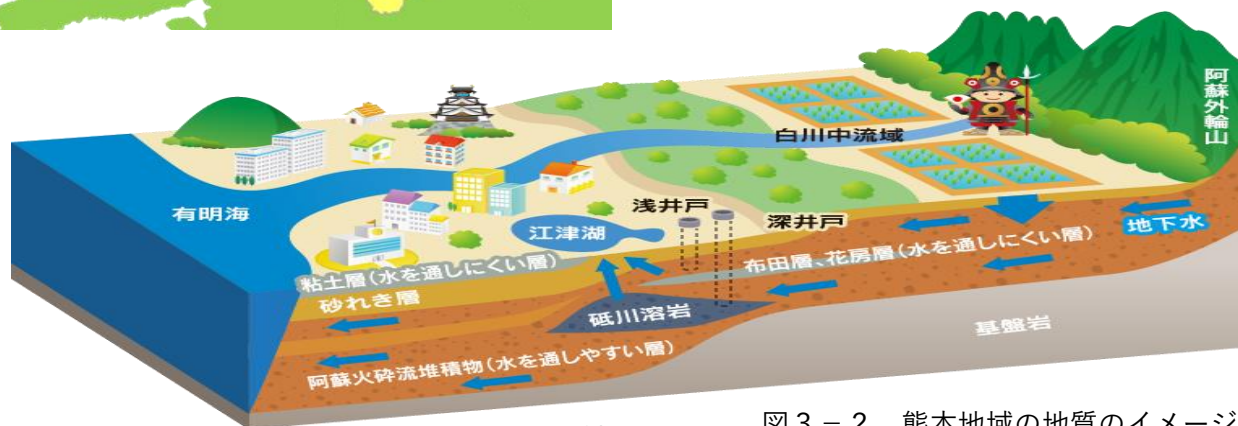 阿蘇外輪山
白川中流域
有明海
浅井戸
深井戸
地下水
江津湖
布田層、花房層(水を通しにくい層)
粘土層(水を通しにくい層)
砂れき層
砥川溶岩
基盤岩
阿蘇火砕流堆積物(水を通しやすい層)
図3-2 熊本地域の地質のイメージ